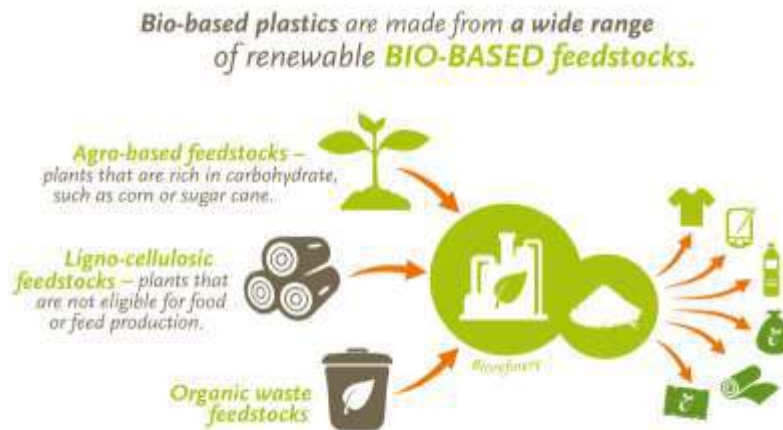 Bio-based plastics are made from a wide range
of renewable BIO-BASED feedstocks.
Agro-based feedstocks –
plants that are rich in carbohydrate,
such as corn or sugar cane.
Ligno-cellulosic
feedstocks – plants that
are not eligible for food
or feed production.
Biorefinery
Organic waste
feedstocks